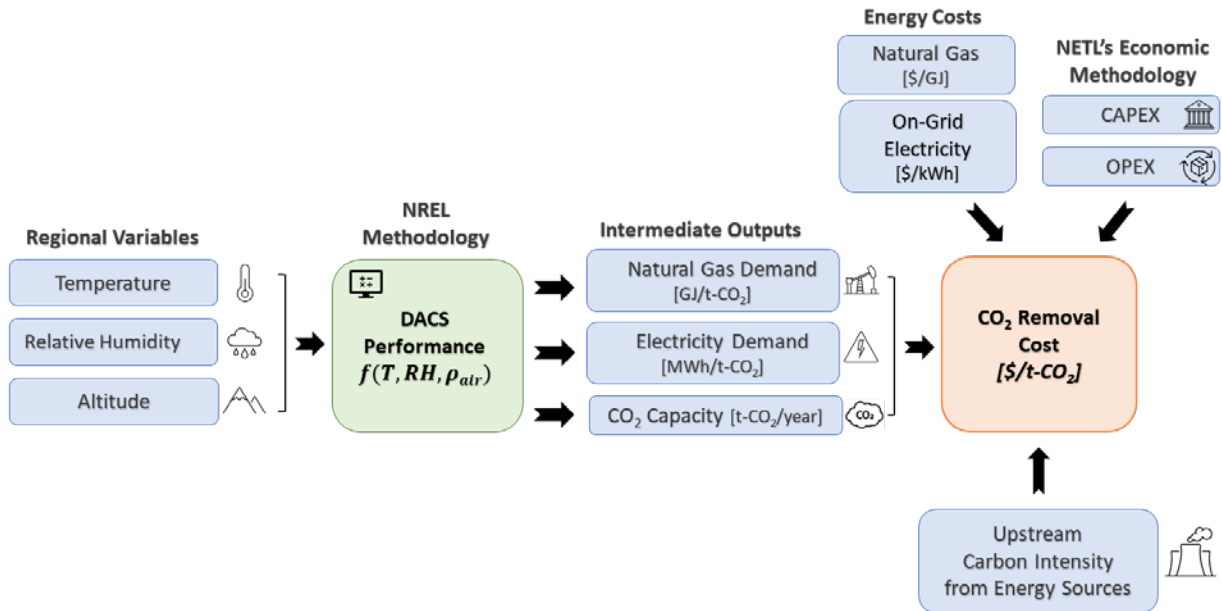 Regional Variables
Temperature
Relative Humidity
Altitude
NREL
Methodology
DACS
Performance
f(T, RH, ρ_air)
Intermediate Outputs
Natural Gas Demand
[GJ/t-CO₂]
Electricity Demand
[MWh/t-CO₂]
CO₂ Capacity [t-CO₂/year]
CO₂
Energy Costs
Natural Gas
[$/GJ]
On-Grid
Electricity
[$/kWh]
NETL's Economic
Methodology
CAPEX
OPEX
CO₂ Removal
Cost
[$/t-CO₂]
Upstream
Carbon Intensity
from Energy Sources